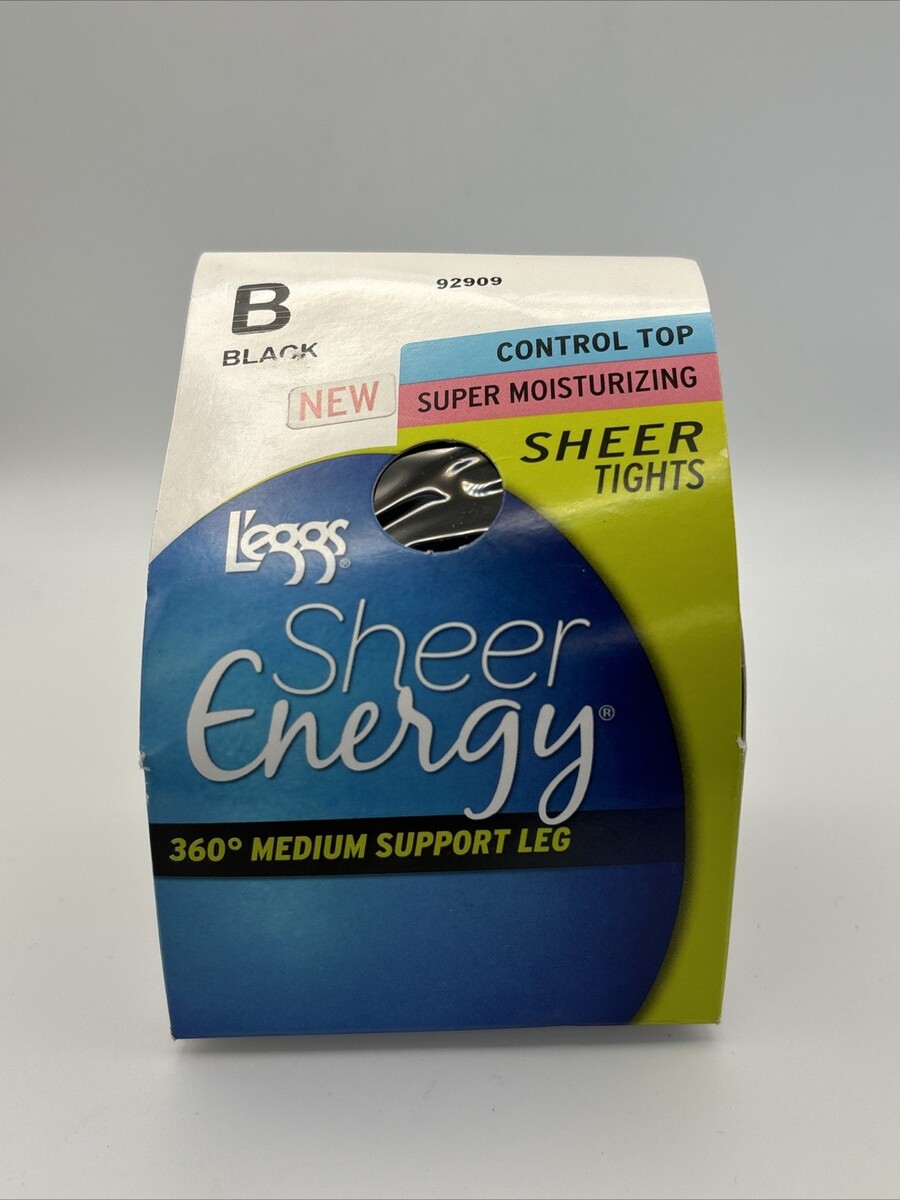 92909
B
BLACK
CONTROL TOP
SUPER MOISTURIZING
NEW
SHEER
TIGHTS
L'eggs®
Sheer
Energy®
360° MEDIUM SUPPORT LEG